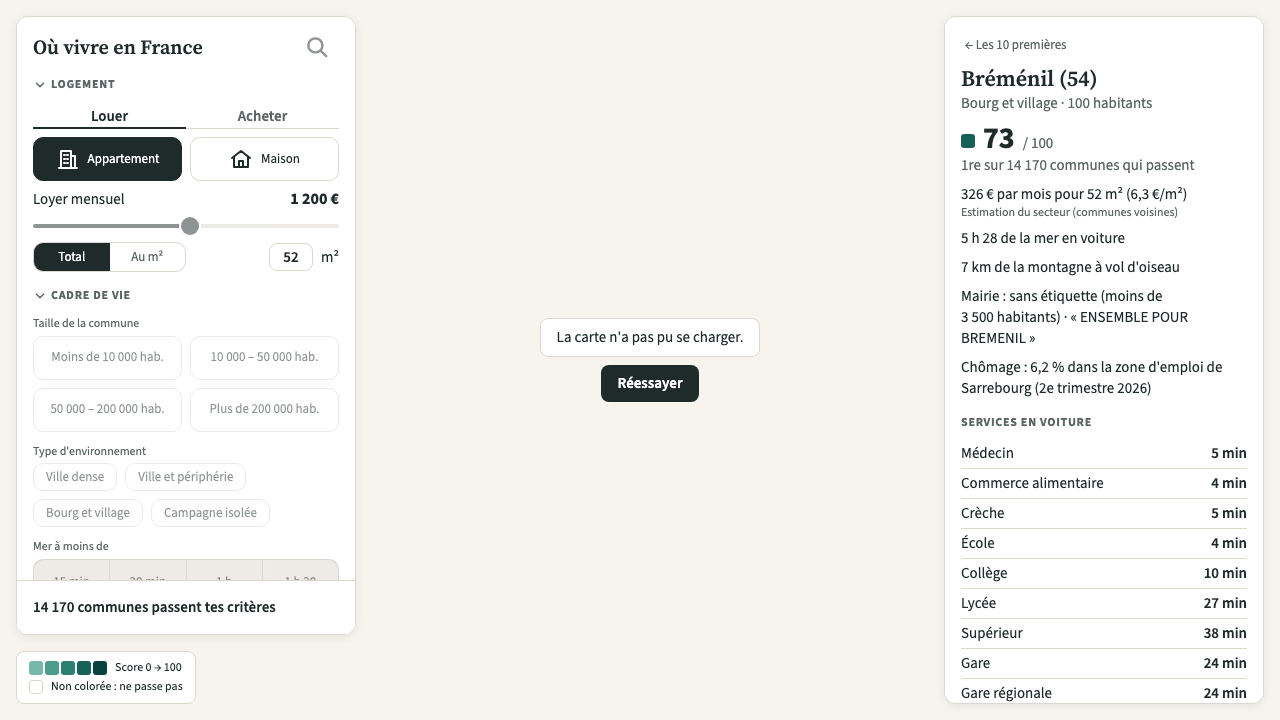 Où vivre en France
LOGEMENT
Louer
Acheter
Appartement
Maison
Loyer mensuel
1 200 €
Total
Au m²
52
m²
CADRE DE VIE
Taille de la commune
Moins de 10 000 hab.
10 000 – 50 000 hab.
50 000 – 200 000 hab.
Plus de 200 000 hab.
Type d'environnement
Ville dense
Ville et périphérie
Bourg et village
Campagne isolée
Mer à moins de
14 170 communes passent tes critères
Score 0 → 100
Non colorée : ne passe pas
La carte n'a pas pu se charger.
Réessayer
← Les 10 premières
Bréménil (54)
Bourg et village · 100 habitants
73 / 100
1re sur 14 170 communes qui passent
326 € par mois pour 52 m² (6,3 €/m²)
Estimation du secteur (communes voisines)
5 h 28 de la mer en voiture
7 km de la montagne à vol d'oiseau
Mairie : sans étiquette (moins de
3 500 habitants) · « ENSEMBLE POUR
BREMENIL »
Chômage : 6,2 % dans la zone d'emploi de
Sarrebourg (2e trimestre 2026)
SERVICES EN VOITURE
Médecin 5 min
Commerce alimentaire 4 min
Crèche 5 min
École 4 min
Collège 10 min
Lycée 27 min
Supérieur 38 min
Gare 24 min
Gare régionale 24 min